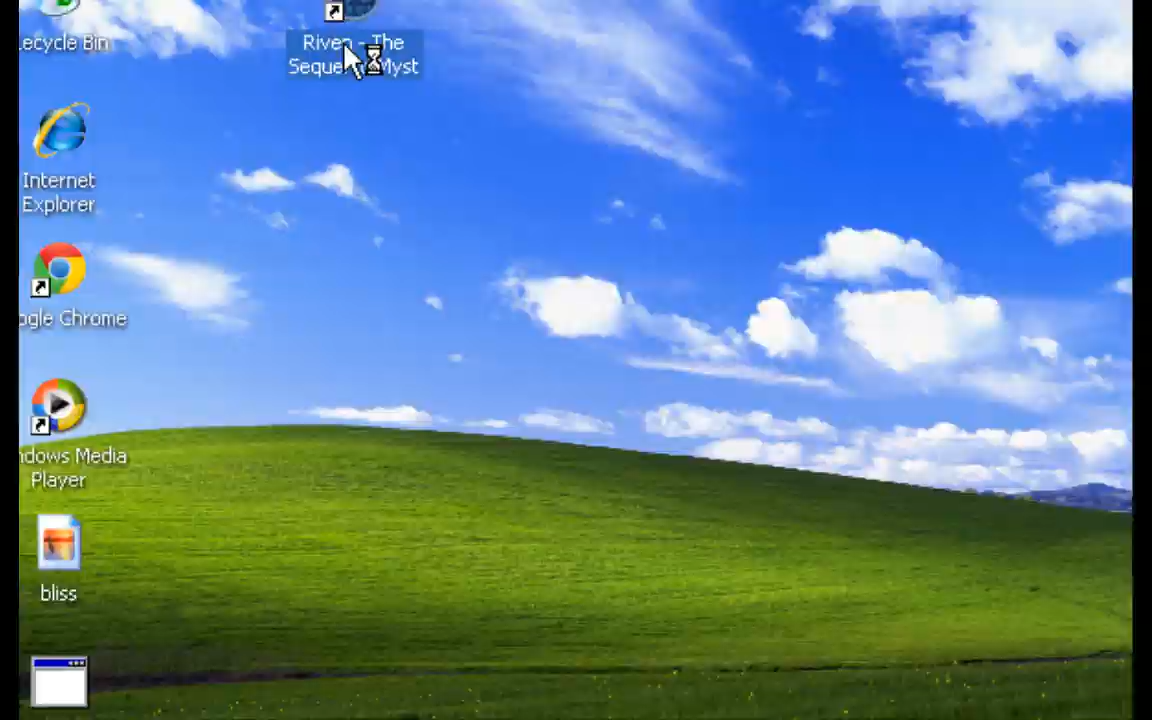 ecycle Bin
Riven - The
Seque Myst
Internet
Explorer
ogle Chrome
ndows Media
Player
bliss